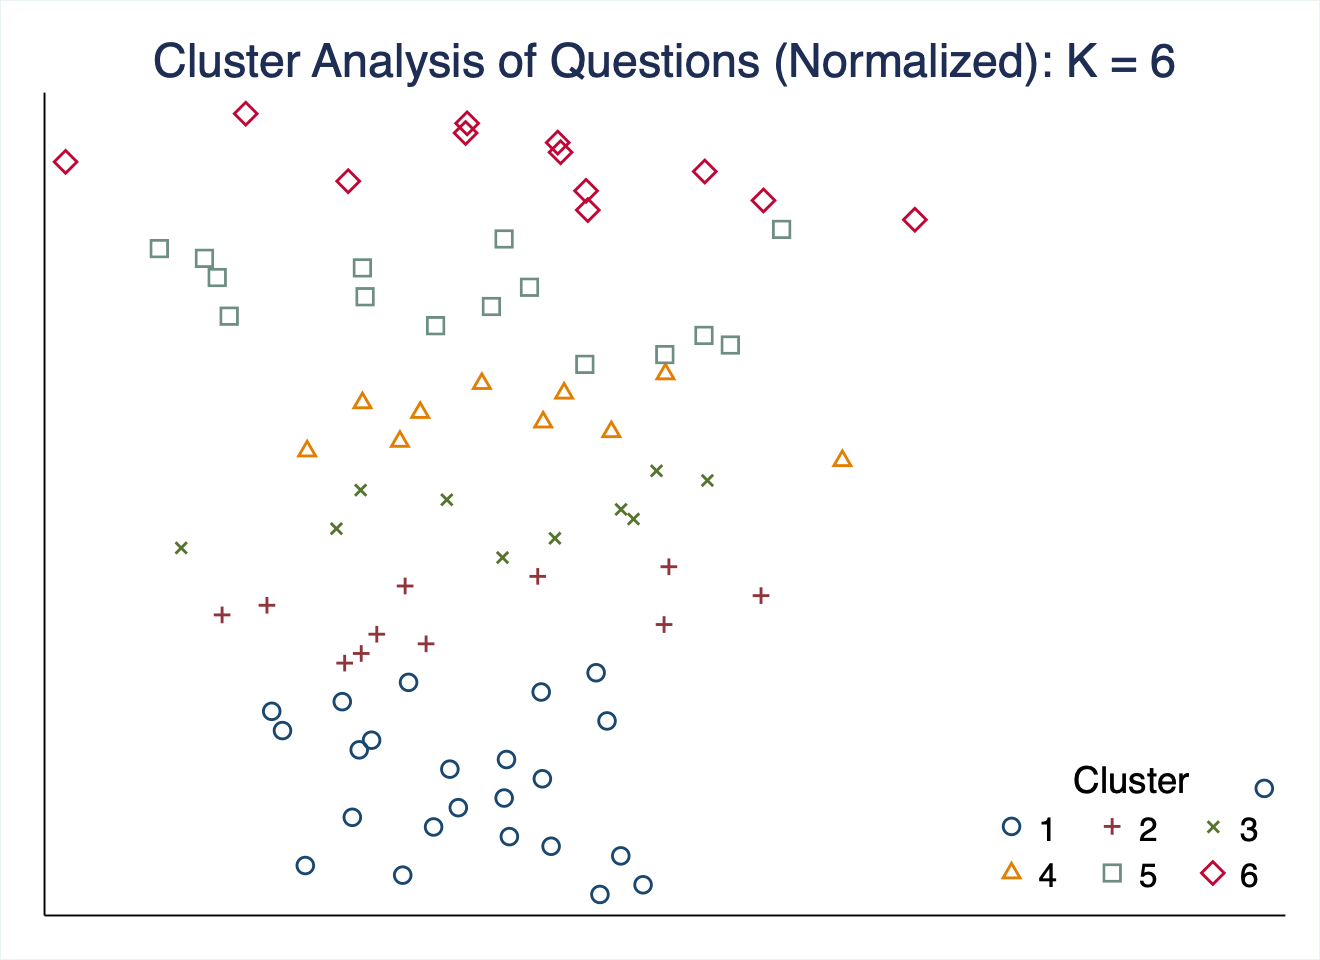 Cluster Analysis of Questions (Normalized): K = 6
Cluster
1 2 3
4 5 6